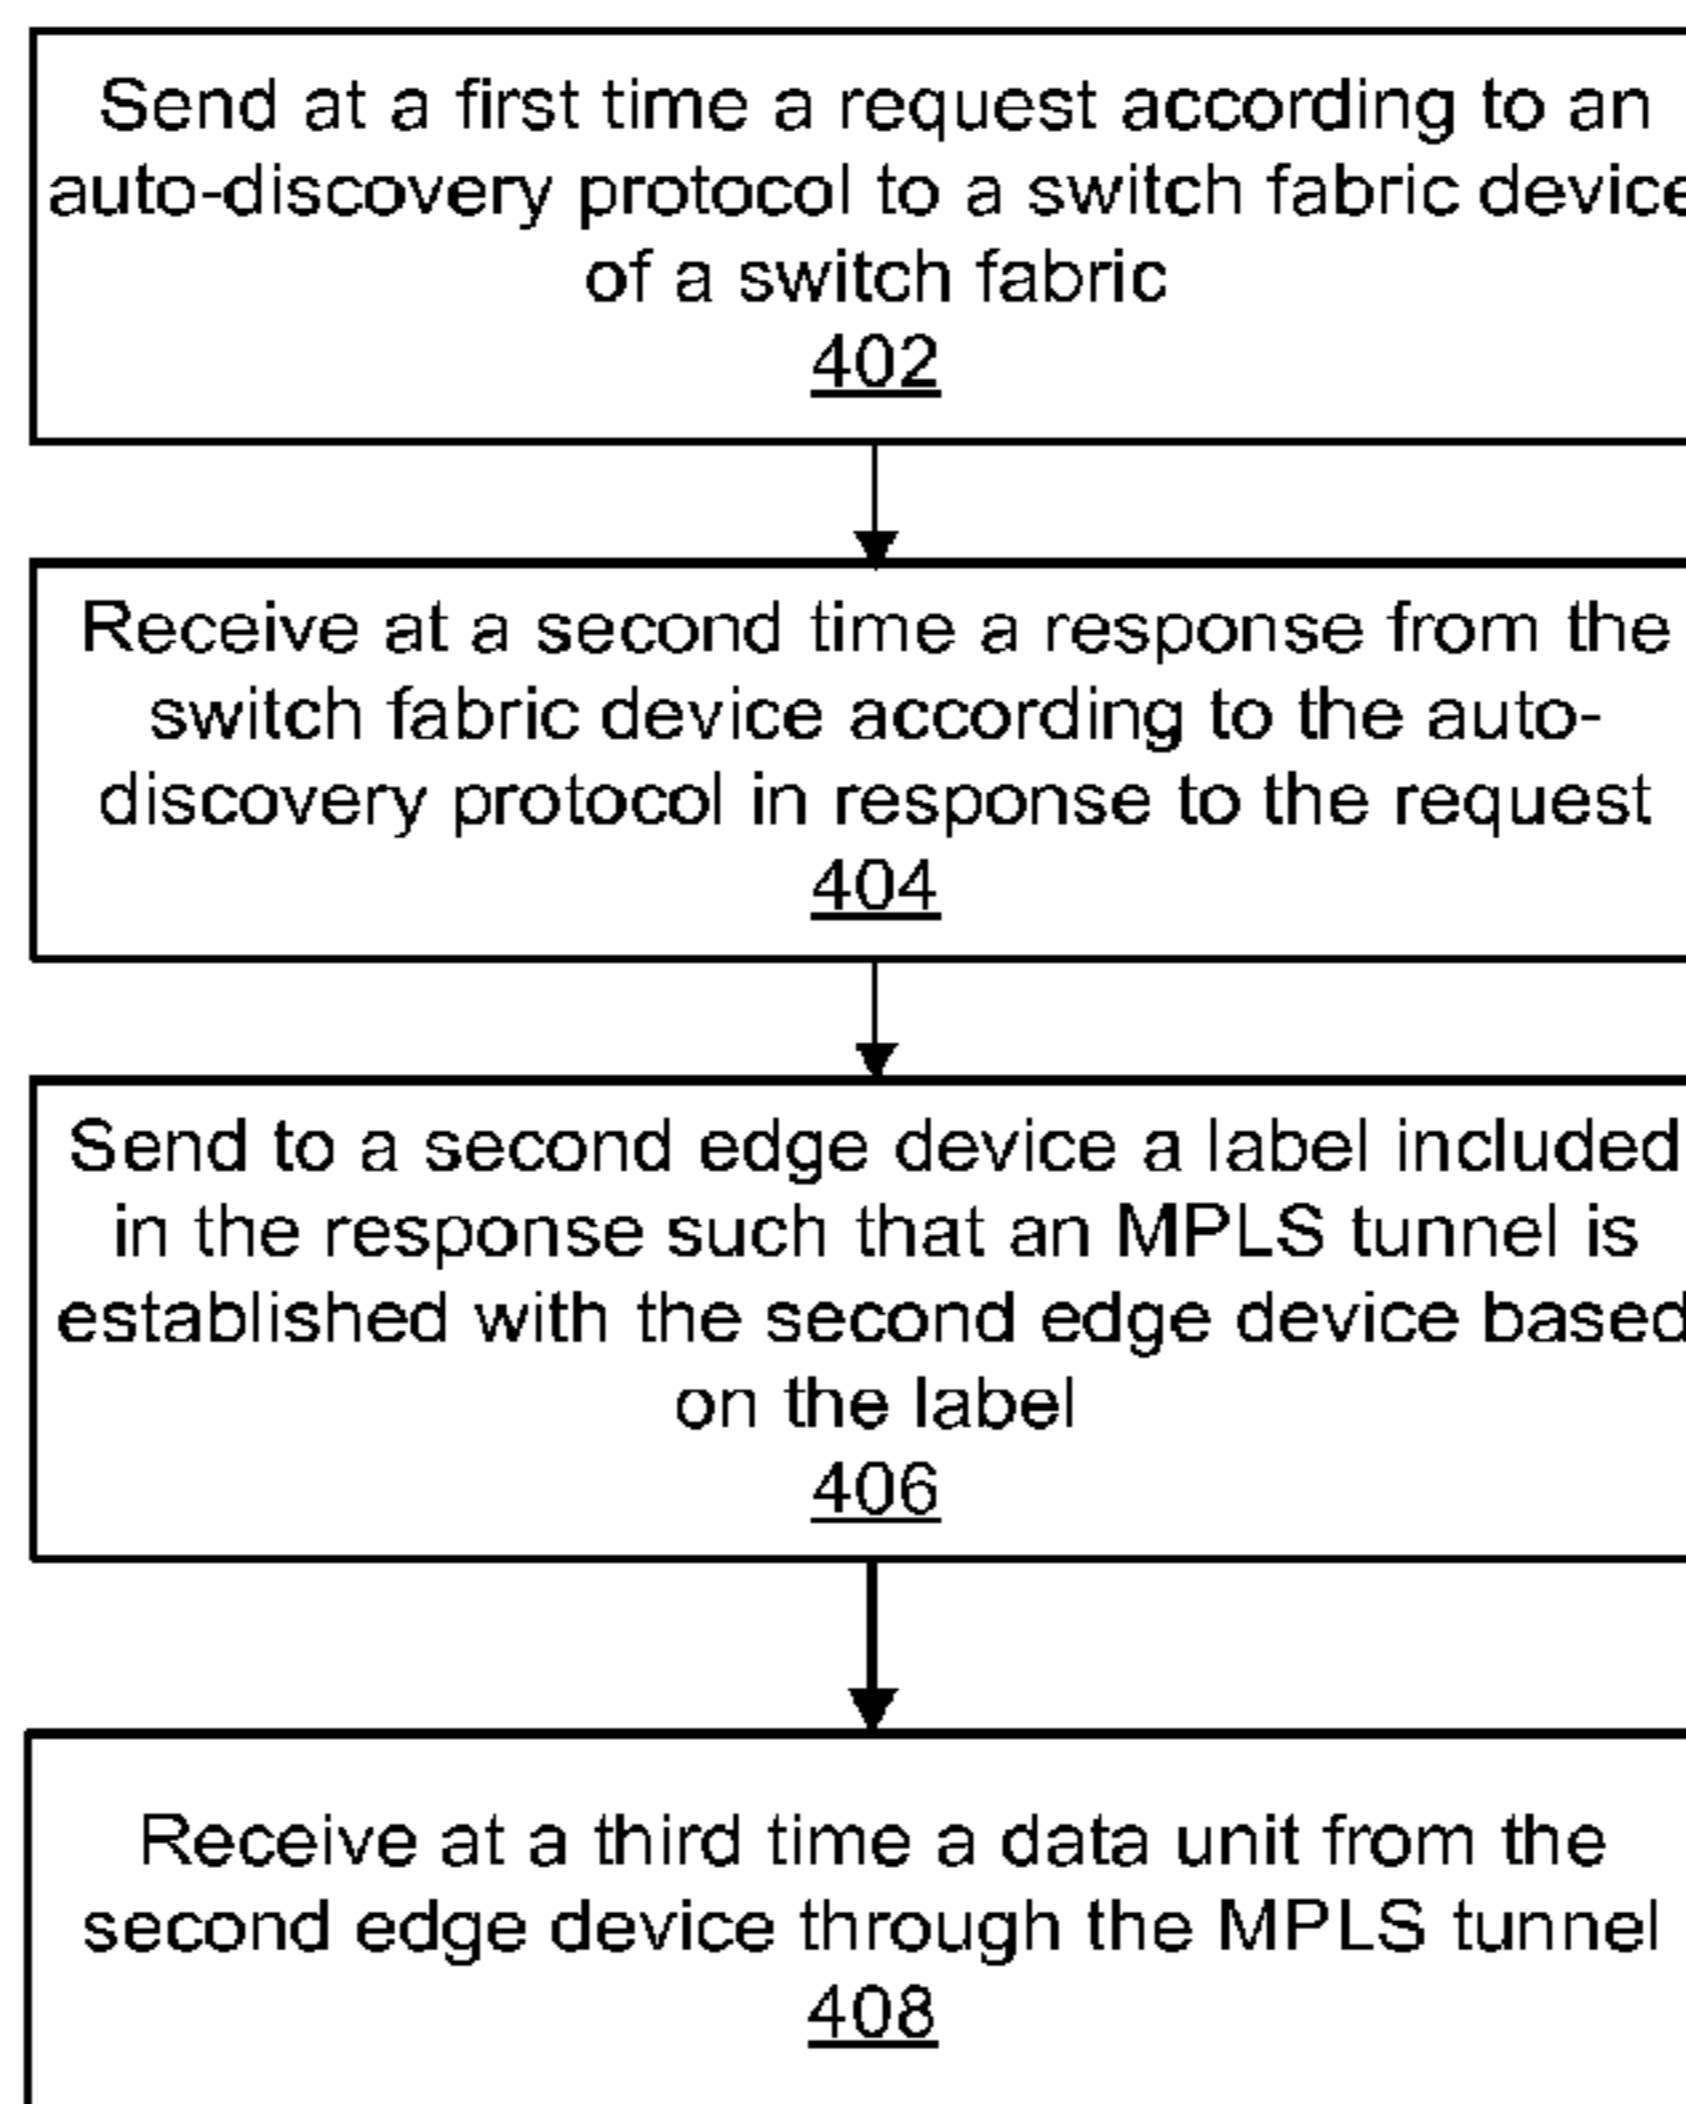 Send at a first time a request according to an
auto-discovery protocol to a switch fabric device
of a switch fabric
402
Receive at a second time a response from the
switch fabric device according to the auto-
discovery protocol in response to the request
404
Send to a second edge device a label included
in the response such that an MPLS tunnel is
established with the second edge device based
on the label
406
Receive at a third time a data unit from the
second edge device through the MPLS tunnel
408